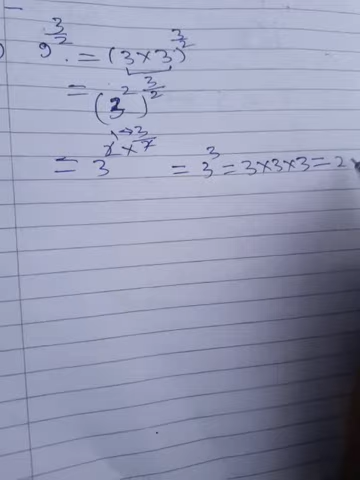 9^{3/2} = (3×3)^{3/2}
= (3^2)^{3/2}
= 3^{2×3/2} = 3^3 = 3×3×3 = 2